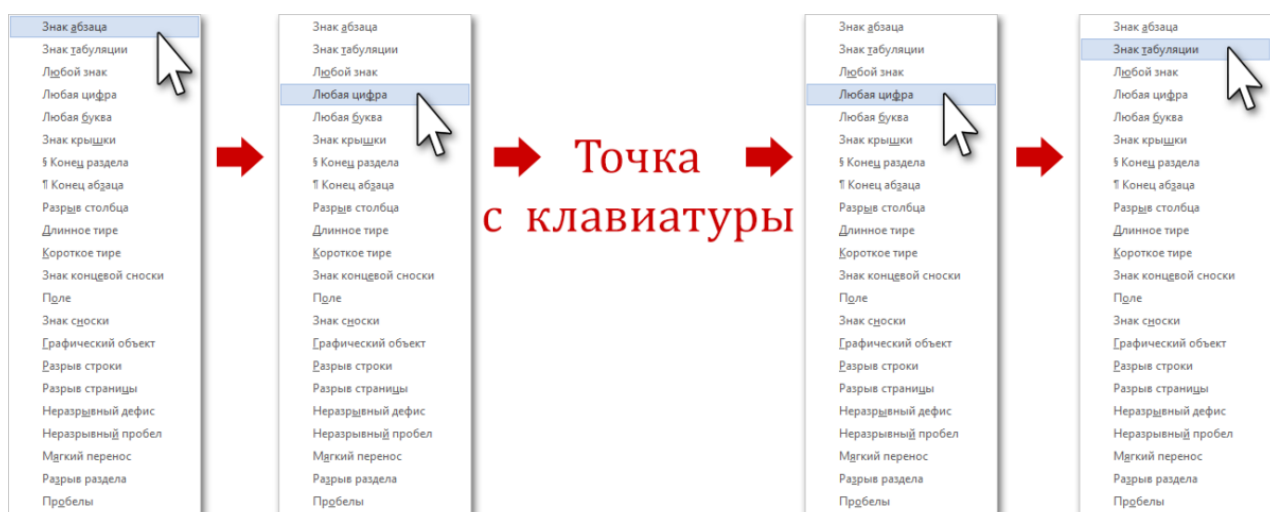 Знак абзаца
Знак табуляции
Любой знак
Любая цифра
Любая буква
Знак крышки
§ Конец раздела
¶ Конец абзаца
Разрыв столбца
Длинное тире
Короткое тире
Знак концевой сноски
Поле
Знак сноски
Графический объект
Разрыв строки
Разрыв страницы
Неразрывный дефис
Неразрывный пробел
Мягкий перенос
Разрыв раздела
Пробелы
Знак абзаца
Знак табуляции
Любой знак
Любая цифра
Любая буква
Знак крышки
§ Конец раздела
¶ Конец абзаца
Разрыв столбца
Длинное тире
Короткое тире
Знак концевой сноски
Поле
Знак сноски
Графический объект
Разрыв строки
Разрыв страницы
Неразрывный дефис
Неразрывный пробел
Мягкий перенос
Разрыв раздела
Пробелы
Точка
с клавиатуры
Знак абзаца
Знак табуляции
Любой знак
Любая цифра
Любая буква
Знак крышки
§ Конец раздела
¶ Конец абзаца
Разрыв столбца
Длинное тире
Короткое тире
Знак концевой сноски
Поле
Знак сноски
Графический объект
Разрыв строки
Разрыв страницы
Неразрывный дефис
Неразрывный пробел
Мягкий перенос
Разрыв раздела
Пробелы
Знак абзаца
Знак табуляции
Любой знак
Любая цифра
Любая буква
Знак крышки
§ Конец раздела
¶ Конец абзаца
Разрыв столбца
Длинное тире
Короткое тире
Знак концевой сноски
Поле
Знак сноски
Графический объект
Разрыв строки
Разрыв страницы
Неразрывный дефис
Неразрывный пробел
Мягкий перенос
Разрыв раздела
Пробелы